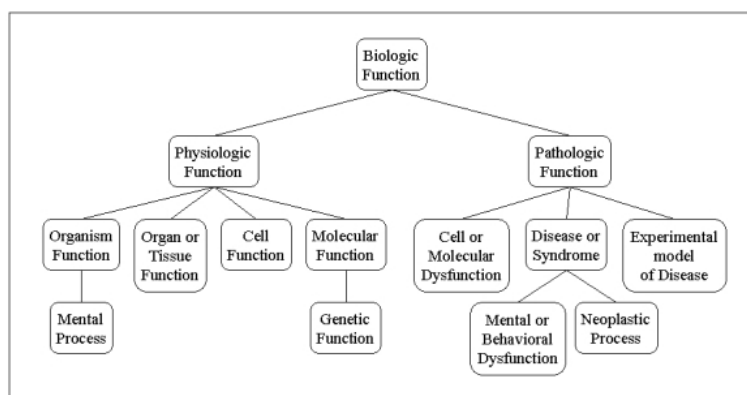 Biologic
Function
Physiologic
Function
Pathologic
Function
Organism
Function
Organ or
Tissue
Function
Cell
Function
Molecular
Function
Cell or
Molecular
Dysfunction
Disease or
Syndrome
Experimental
model
of Disease
Mental
Process
Genetic
Function
Mental or
Behavioral
Dysfunction
Neoplastic
Process